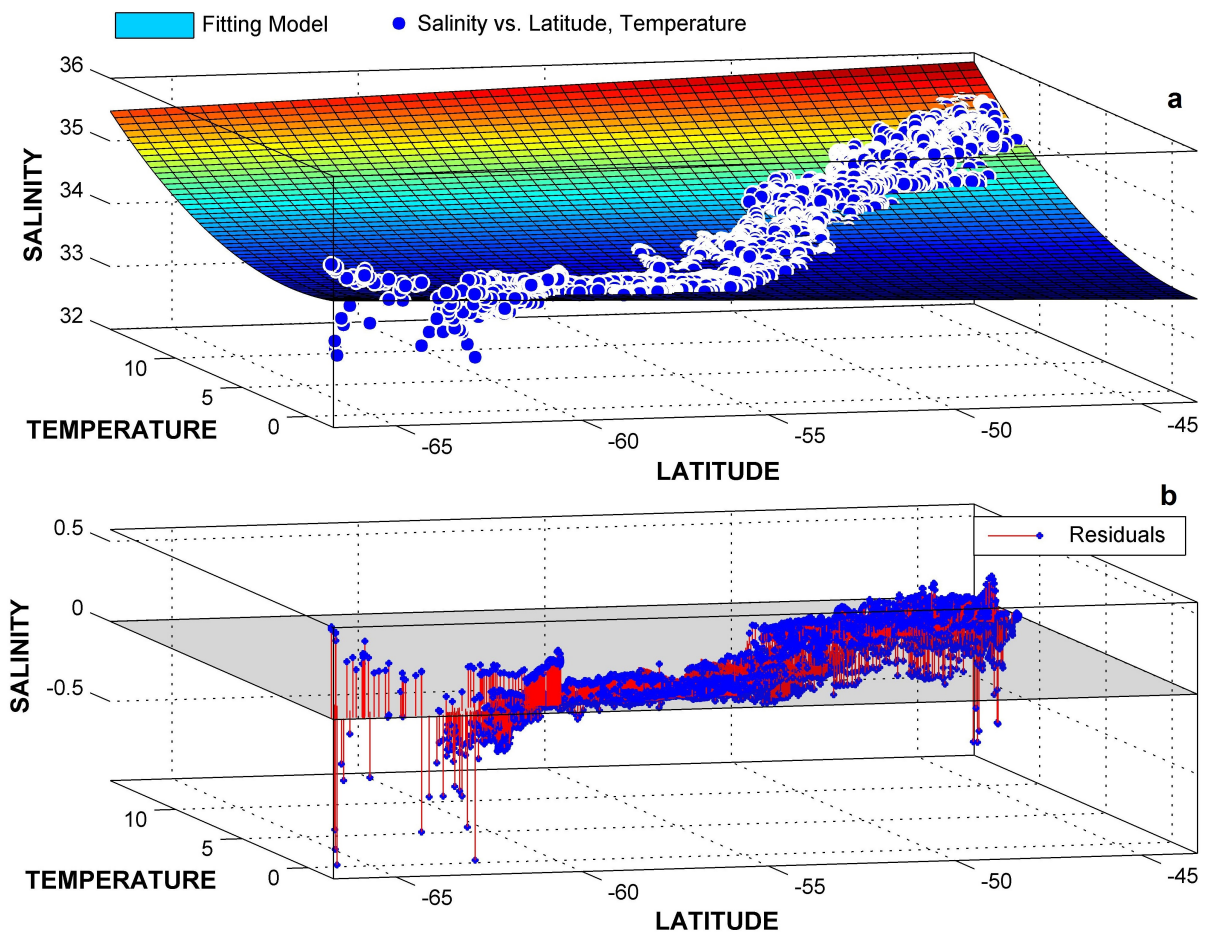 Fitting Model Salinity vs. Latitude, Temperature
36
a
35
34
33
32
SALINITY
10
5
0
TEMPERATURE
-65
-60
-55
-50
-45
LATITUDE
b
0.5
Residuals
0
-0.5
SALINITY
10
5
0
TEMPERATURE
-65
-60
-55
-50
-45
LATITUDE